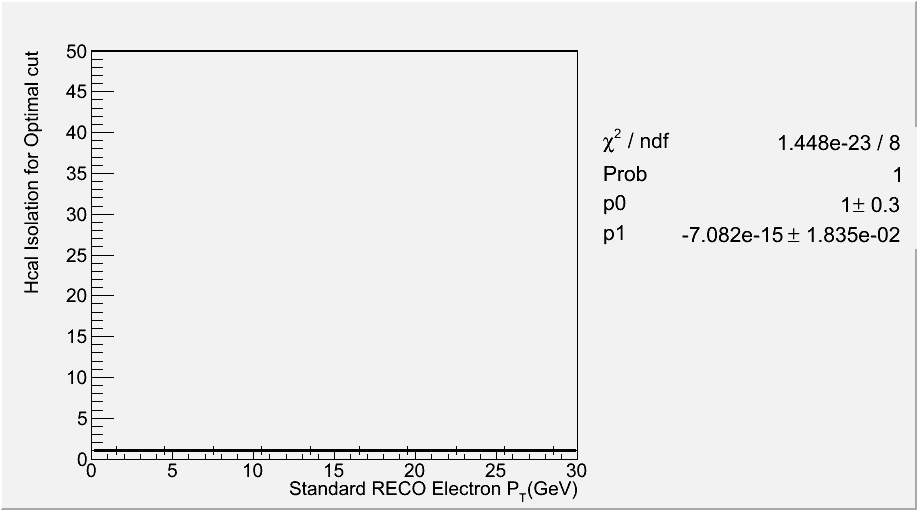 Hcal Isolation for Optimal cut
50
45
40
35
30
25
20
15
10
5
0
0 5 10 15 20 25 30
Standard RECO Electron P_T(GeV)
χ² / ndf 1.448e-23 / 8
Prob 1
p0 1± 0.3
p1 -7.082e-15 ± 1.835e-02